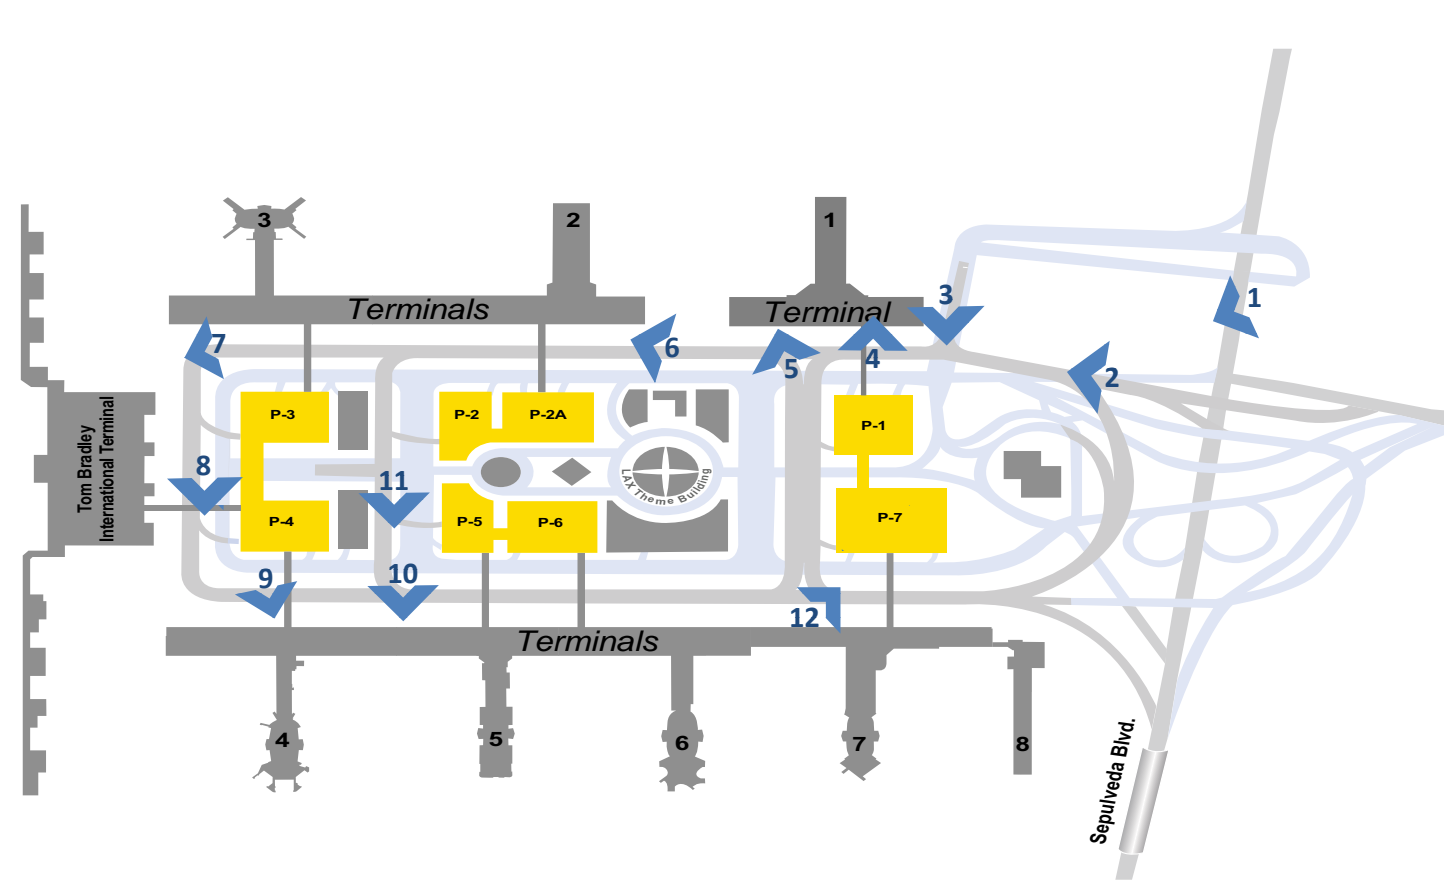 3
2
1
1
Terminals
Terminal
3
7
6
5
4
2
P-3
P-2
P-2A
P-1
Tom Bradley
International Terminal
8
11
LAX Theme Building
P-4
P-5
P-6
P-7
9
10
12
Terminals
4
5
6
7
8
Sepulveda Blvd.